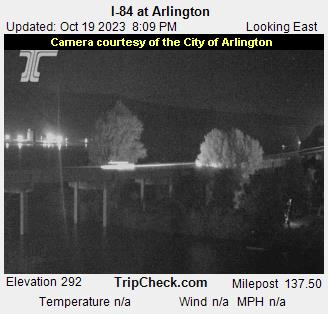 I-84 at Arlington
Updated: Oct 19 2023 8:09 PM Looking East
Camera courtesy of the City of Arlington
Elevation 292 TripCheck.com Milepost 137.50
Temperature n/a Wind n/a MPH n/a